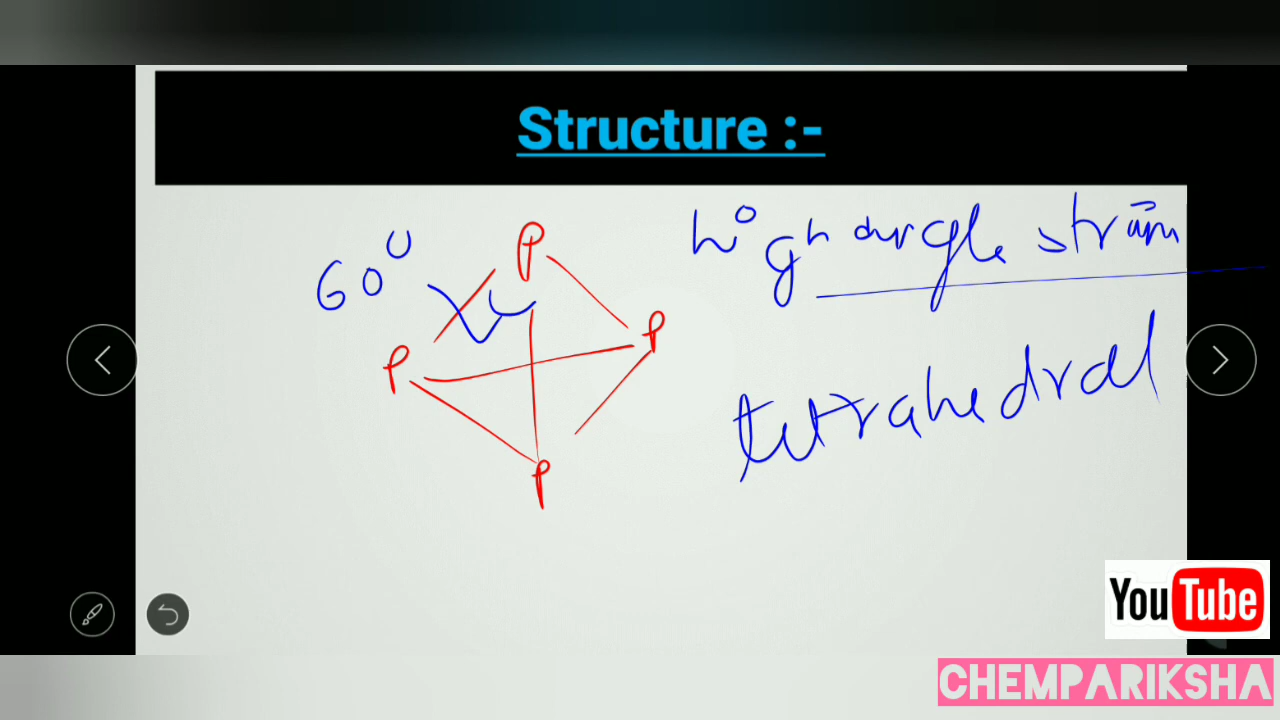 Structure :-
60°
P
high angle strain
P
P
tetrahedral
P
YouTube
CHEMPARIKSHA